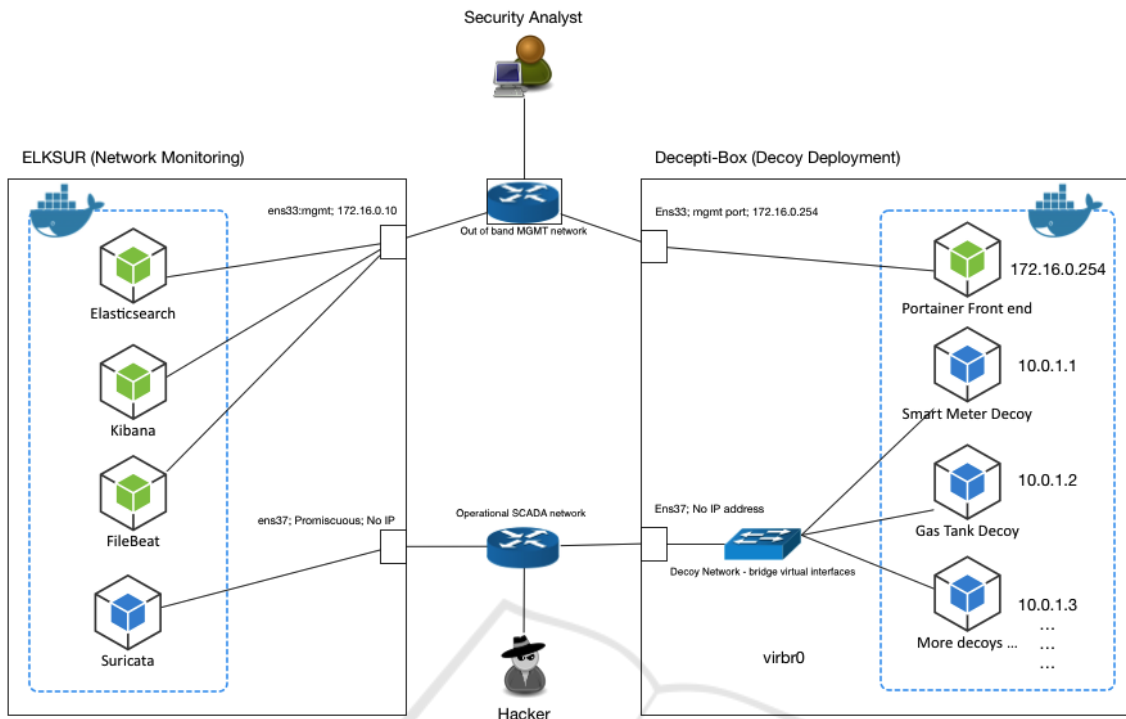 Security Analyst
ELKSUR (Network Monitoring)
Decepti-Box (Decoy Deployment)
ens33:mgmt; 172.16.0.10
Out of band MGMT network
Ens33; mgmt port; 172.16.0.254
Elasticsearch
172.16.0.254
Portainer Front end
Kibana
10.0.1.1
Smart Meter Decoy
FileBeat
10.0.1.2
Gas Tank Decoy
ens37; Promiscuous; No IP
Operational SCADA network
Ens37; No IP address
Decoy Network - bridge virtual interfaces
Suricata
10.0.1.3
More decoys ...
...
...
...
virbr0
Hacker